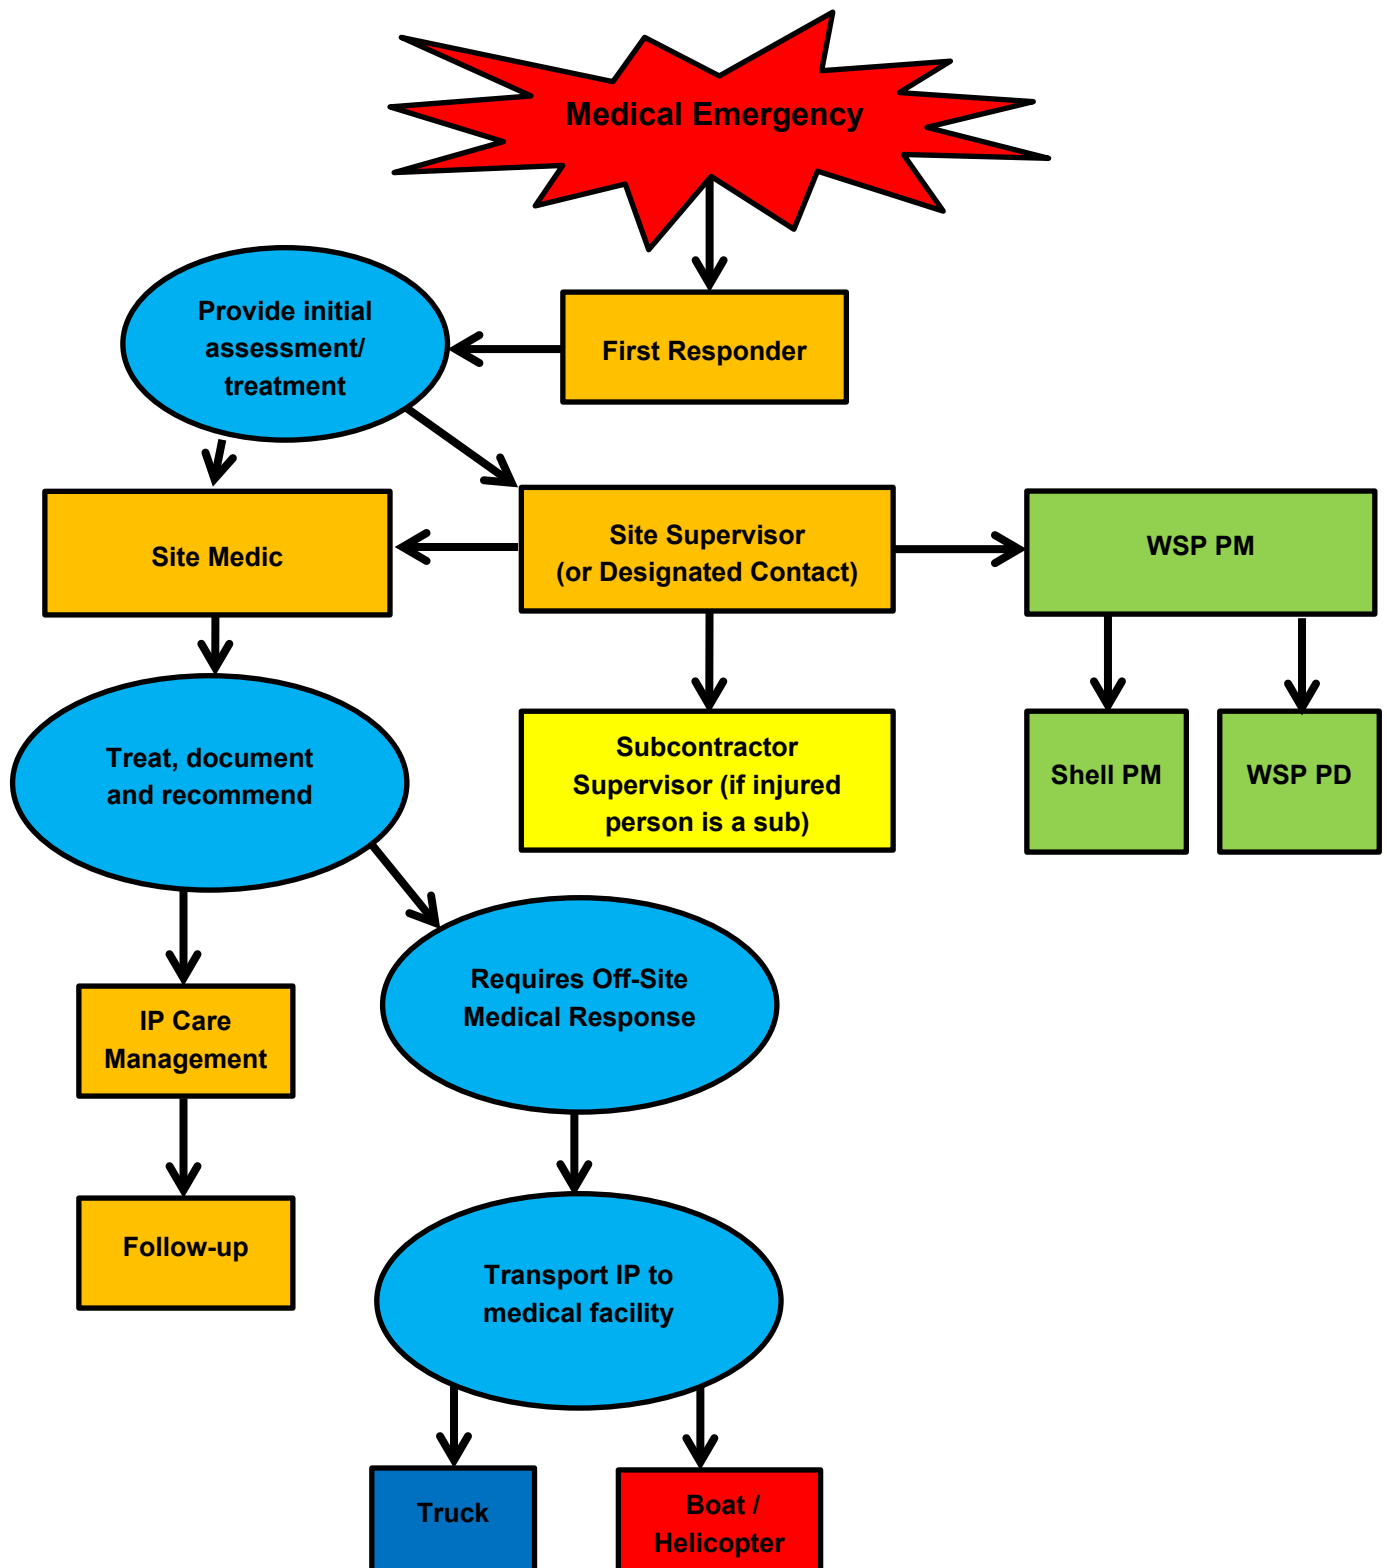 Medical Emergency
Provide initial
assessment/
treatment
First Responder
Site Medic
Site Supervisor
(or Designated Contact)
WSP PM
Treat, document
and recommend
Subcontractor
Supervisor (if injured
person is a sub)
Shell PM
WSP PD
IP Care
Management
Requires Off-Site
Medical Response
Follow-up
Transport IP to
medical facility
Truck
Boat /
Helicopter